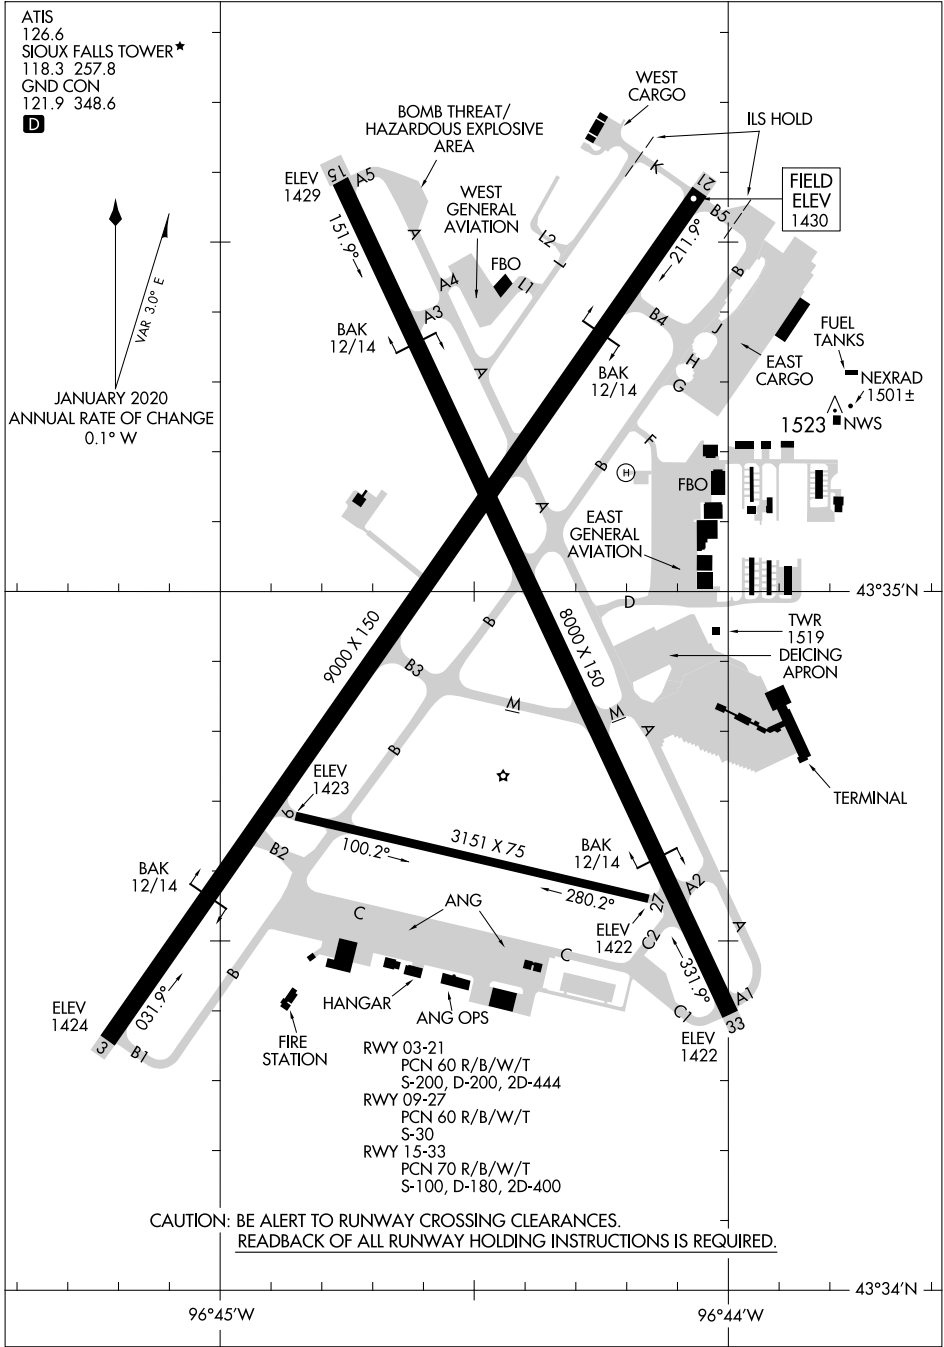 ATIS
126.6
SIOUX FALLS TOWER★
118.3 257.8
GND CON
121.9 348.6
D
WEST
CARGO
BOMB THREAT/
HAZARDOUS EXPLOSIVE
AREA
ILS HOLD
K
21
FIELD
ELEV
1430
ELEV
1429
15
A5
WEST
GENERAL
AVIATION
B5
151.9°
A
L2
L
211.9°
FBO
L1
B
A4
A3
B4
J
VAR 3.0° E
BAK
12/14
A
BAK
12/14
H
G
EAST
CARGO
FUEL
TANKS
NEXRAD
1501±
1523
NWS
JANUARY 2020
ANNUAL RATE OF CHANGE
0.1° W
F
B
H
FBO
A
EAST
GENERAL
AVIATION
43°35'N
D
B
TWR
1519
DEICING
APRON
9000 X 150
8000 X 150
B3
M
M
A
B
TERMINAL
ELEV
1423
9
3151 X 75
100.2°
280.2°
BAK
12/14
B2
BAK
12/14
27
A2
C
ANG
ELEV
1422
C2
A
C
B
031.9°
331.9°
HANGAR
ANG OPS
C1
A1
33
ELEV
1422
ELEV
1424
3
B1
FIRE
STATION
RWY 03-21
PCN 60 R/B/W/T
S-200, D-200, 2D-444
RWY 09-27
PCN 60 R/B/W/T
S-30
RWY 15-33
PCN 70 R/B/W/T
S-100, D-180, 2D-400
CAUTION: BE ALERT TO RUNWAY CROSSING CLEARANCES.
READBACK OF ALL RUNWAY HOLDING INSTRUCTIONS IS REQUIRED.
43°34'N
96°45'W
96°44'W